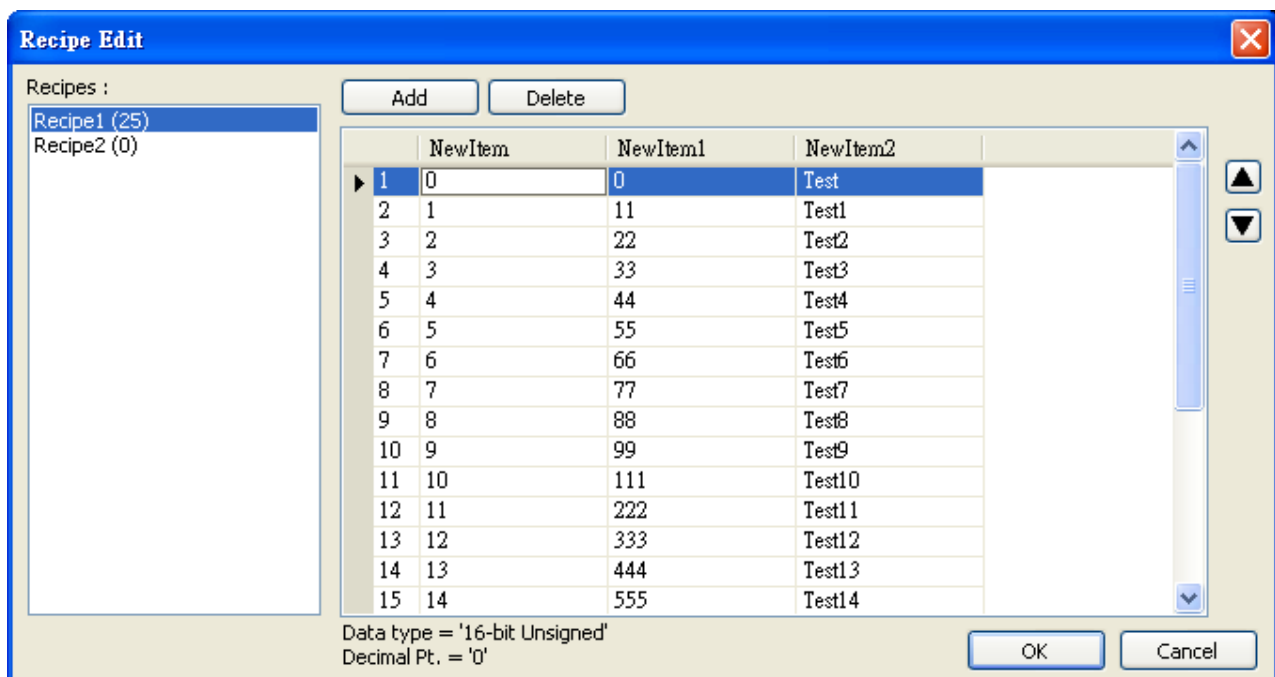 Recipe Edit
Recipes :
Recipe1 (25)
Recipe2 (0)
Add Delete
NewItem NewItem1 NewItem2
1 0 0 Test
2 1 11 Test1
3 2 22 Test2
4 3 33 Test3
5 4 44 Test4
6 5 55 Test5
7 6 66 Test6
8 7 77 Test7
9 8 88 Test8
10 9 99 Test9
11 10 111 Test10
12 11 222 Test11
13 12 333 Test12
14 13 444 Test13
15 14 555 Test14
Data type = '16-bit Unsigned'
Decimal Pt. = '0'
OK Cancel